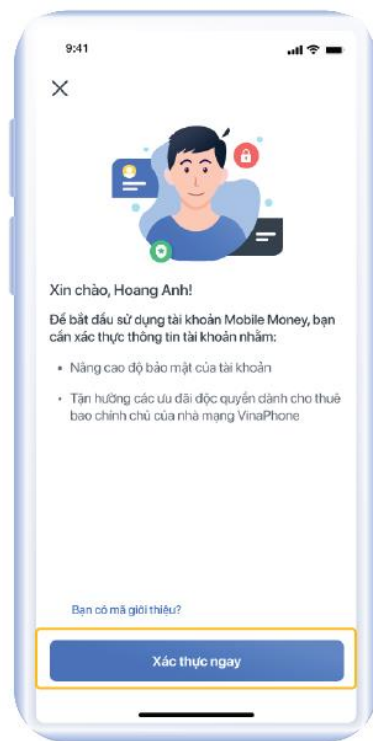 9:41
Xin chào, Hoang Anh!
Để bắt đầu sử dụng tài khoản Mobile Money, bạn
cần xác thực thông tin tài khoản nhằm:
• Nâng cao độ bảo mật của tài khoản
• Tận hưởng các ưu đãi độc quyền dành cho thuê
bao chính chủ của nhà mạng VinaPhone
Bạn có mã giới thiệu?
Xác thực ngay